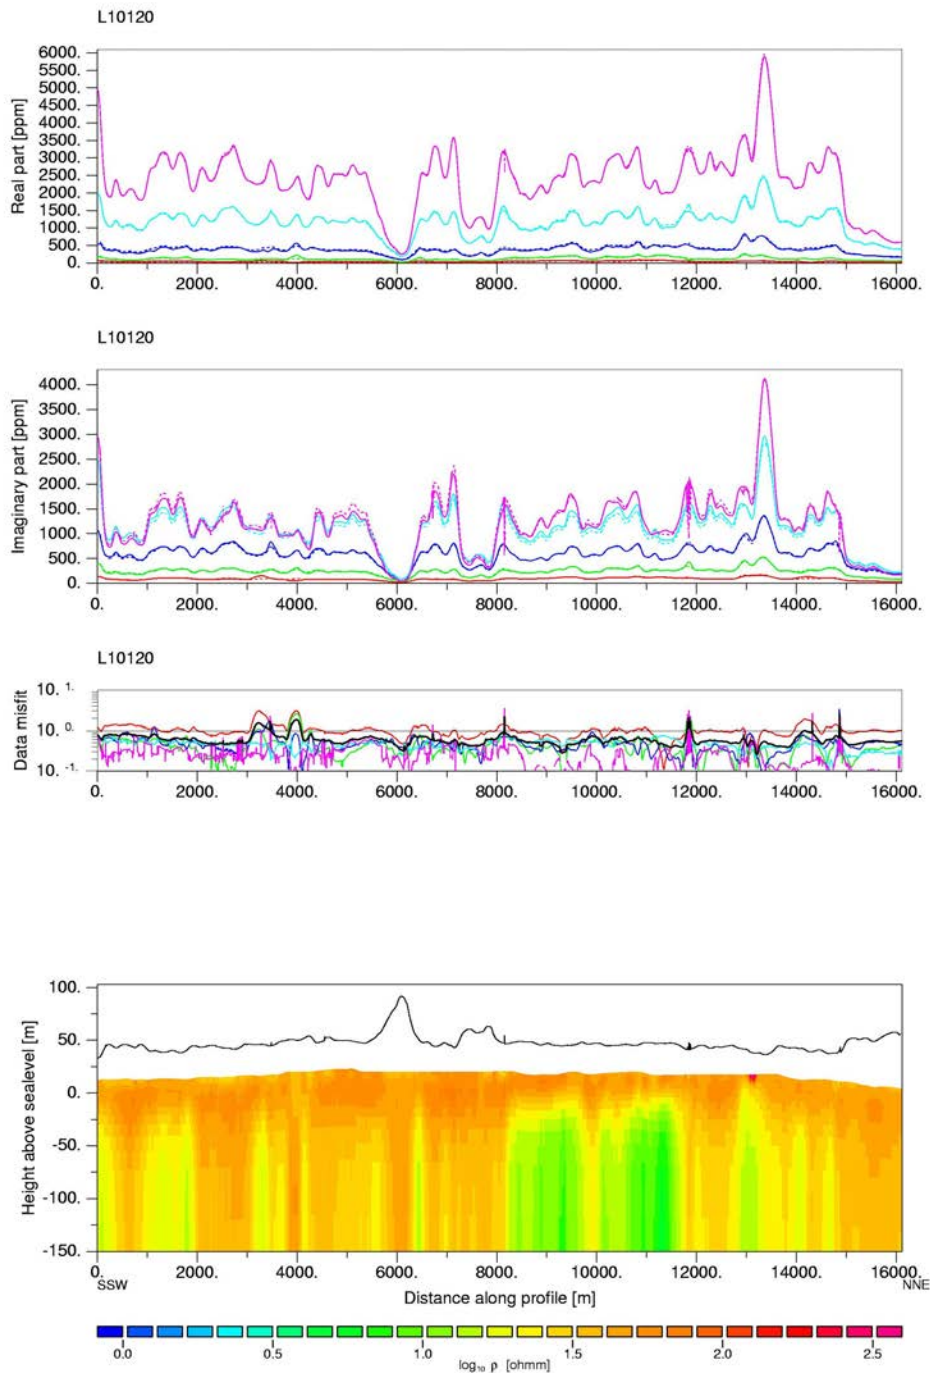 L10120
6000.
5500.
5000.
4500.
4000.
3500.
3000.
2500.
2000.
1500.
1000.
500.
0.
Real part [ppm]
0. 2000. 4000. 6000. 8000. 10000. 12000. 14000. 16000.
L10120
4000.
3500.
3000.
2500.
2000.
1500.
1000.
500.
0.
Imaginary part [ppm]
0. 2000. 4000. 6000. 8000. 10000. 12000. 14000. 16000.
L10120
10. 1.
10. 0.
10. -1.
Data misfit
0. 2000. 4000. 6000. 8000. 10000. 12000. 14000. 16000.
100.
50.
0.
-50.
-100.
-150.
Height above sealevel [m]
0. 2000. 4000. 6000. 8000. 10000. 12000. 14000. 16000.
SSW NNE
Distance along profile [m]
0.0 0.5 1.0 1.5 2.0 2.5
log₁₀ ρ [ohmm]